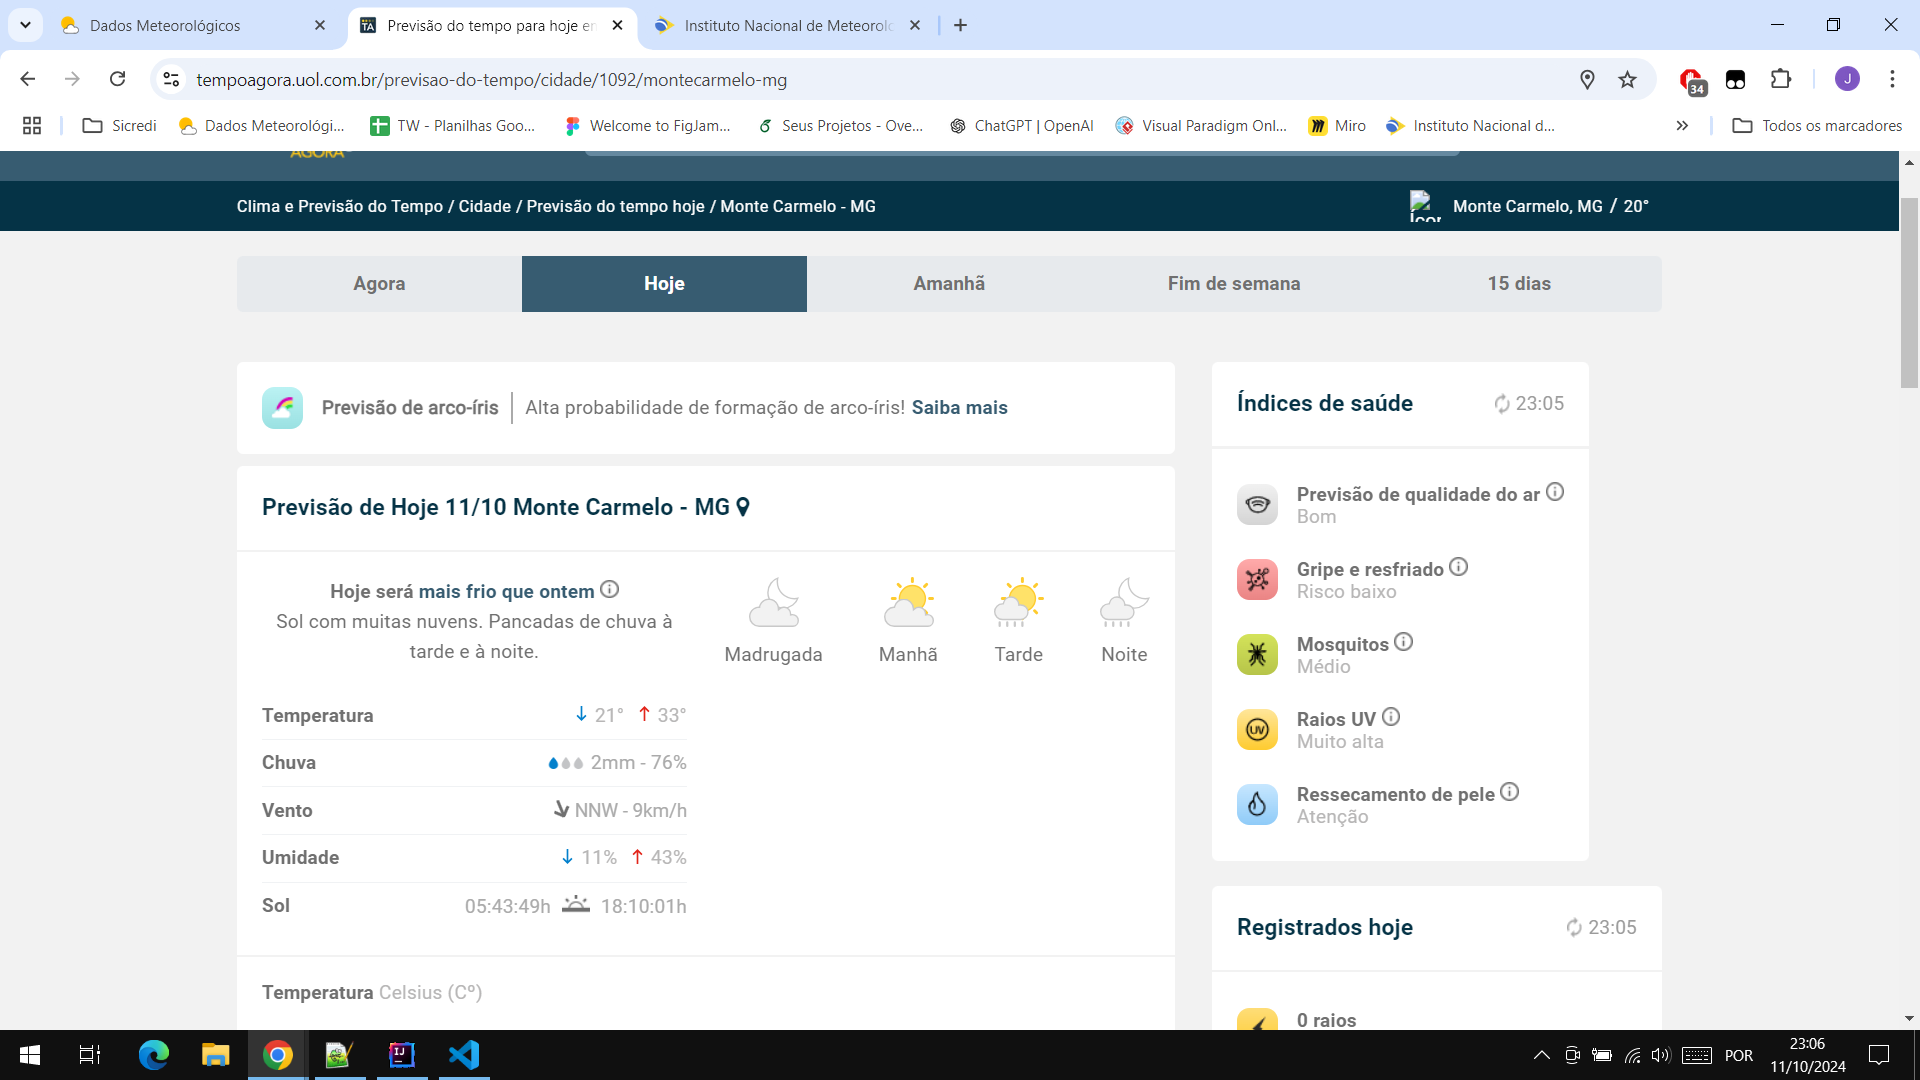 Dados Meteorológicos
Previsão do tempo para hoje en
Instituto Nacional de Meteorolo
tempoagora.uol.com.br/previsao-do-tempo/cidade/1092/montecarmelo-mg
34
J
Sicredi
Dados Meteorológi...
TW - Planilhas Goo...
Welcome to FigJam...
Seus Projetos - Ove...
ChatGPT | OpenAI
Visual Paradigm Onl...
Miro
Instituto Nacional d...
Todos os marcadores
AGORA
Clima e Previsão do Tempo / Cidade / Previsão do tempo hoje / Monte Carmelo - MG
Ícon
Monte Carmelo, MG / 20°
Agora
Hoje
Amanhã
Fim de semana
15 dias
Previsão de arco-íris
Alta probabilidade de formação de arco-íris! Saiba mais
Previsão de Hoje 11/10 Monte Carmelo - MG
Hoje será mais frio que ontem
Sol com muitas nuvens. Pancadas de chuva à
tarde e à noite.
Madrugada
Manhã
Tarde
Noite
Temperatura 21° 33°
Chuva 2mm - 76%
Vento NNW - 9km/h
Umidade 11% 43%
Sol 05:43:49h 18:10:01h
Temperatura Celsius (Cº)
Índices de saúde 23:05
Previsão de qualidade do ar
Bom
Gripe e resfriado
Risco baixo
Mosquitos
Médio
UV
Raios UV
Muito alta
Ressecamento de pele
Atenção
Registrados hoje 23:05
0 raios
POR
23:06
11/10/2024